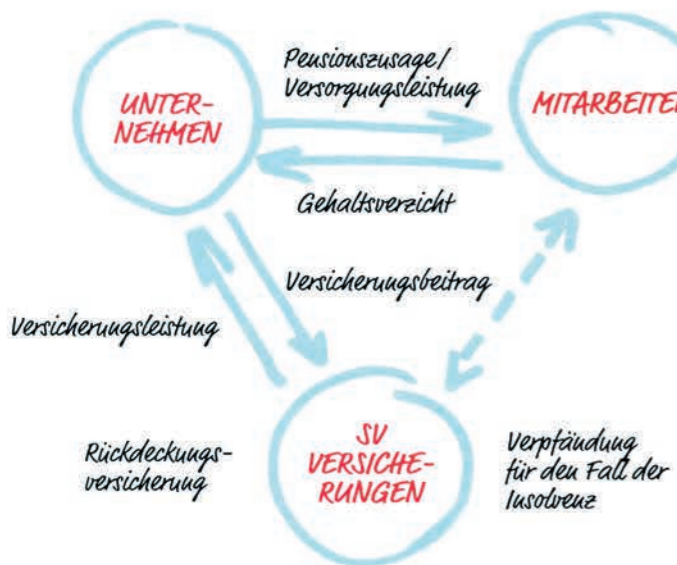 Pensionszusage/
Versorgungsleistung
UNTER-
NEHMEN
MITARBEITER
Gehaltsverzicht
Versicherungsbeitrag
Versicherungsleistung
SV
VERSICHE-
RUNGEN
Rückdeckungs-
versicherung
Verpfändung
für den Fall der
Insolvenz